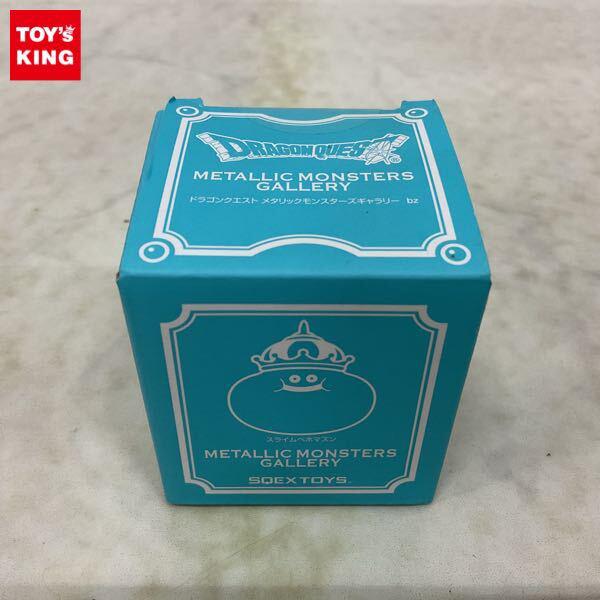 TOY'S
KING
DRAGON QUEST
METALLIC MONSTERS
GALLERY
ドラゴンクエスト メタリックモンスターズギャラリー bz
スライムベホマズン
METALLIC MONSTERS
GALLERY
SQEX TOYS